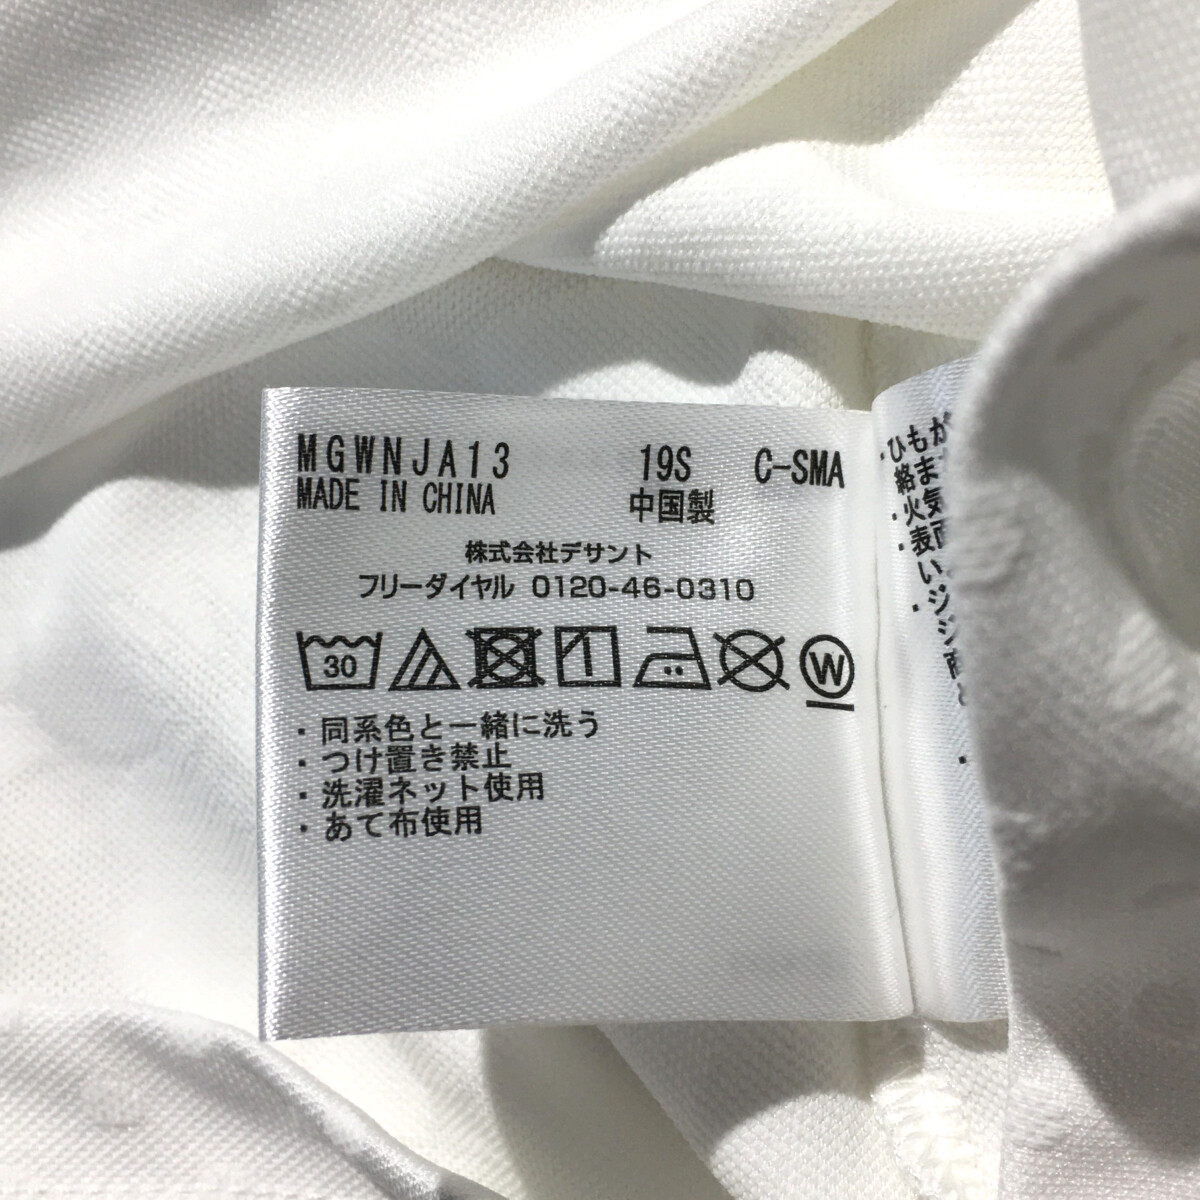 MGWNJA13 19S C-SMA
MADE IN CHINA 中国製
株式会社デサント
フリーダイヤル 0120-46-0310
30 W
・同系色と一緒に洗う
・つけ置き禁止
・洗濯ネット使用
・あて布使用
・ひもが
絡ま
・火気
・表面
い